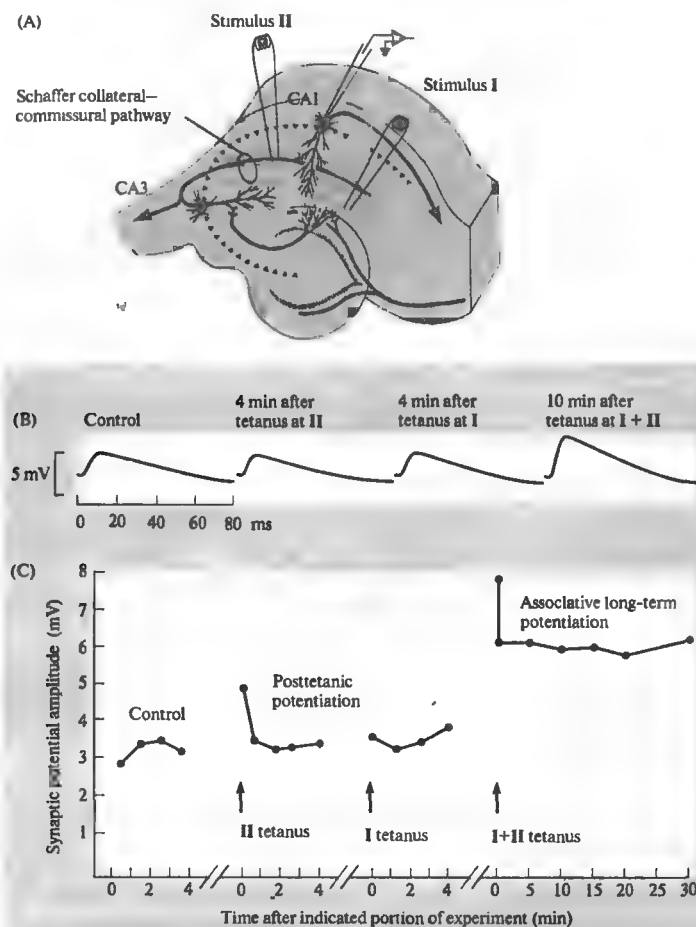 (A)
Stimulus II
Stimulus I
Schaffer collateral–
commissural pathway
CA1
CA3
(B)
Control
4 min after
tetanus at II
4 min after
tetanus at I
10 min after
tetanus at I + II
5 mV
0 20 40 60 80 ms
(C)
Synaptic potential amplitude (mV)
8
7
6
5
4
3
2
1
Control
Posttetanic
potentiation
Associative long-term
potentiation
II tetanus
I tetanus
I+II tetanus
0 2 4 0 2 4 0 2 4 0 5 10 15 20 30
Time after indicated portion of experiment (min)